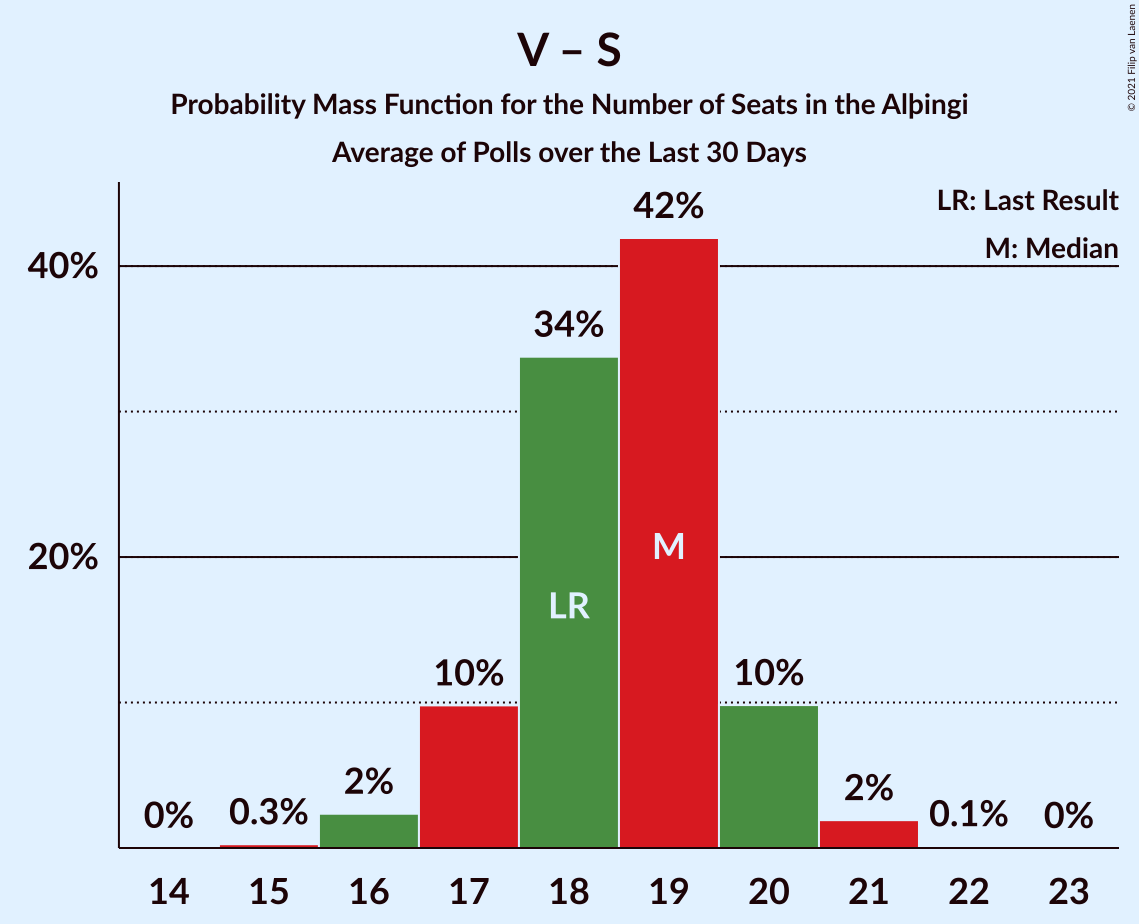 © 2021 Filip van Laenen
V – S
Probability Mass Function for the Number of Seats in the Alþingi
Average of Polls over the Last 30 Days
LR: Last Result
M: Median
40%
20%
0%
0.3%
2%
10%
34%
42%
10%
2%
0.1%
0%
LR
M
14 15 16 17 18 19 20 21 22 23